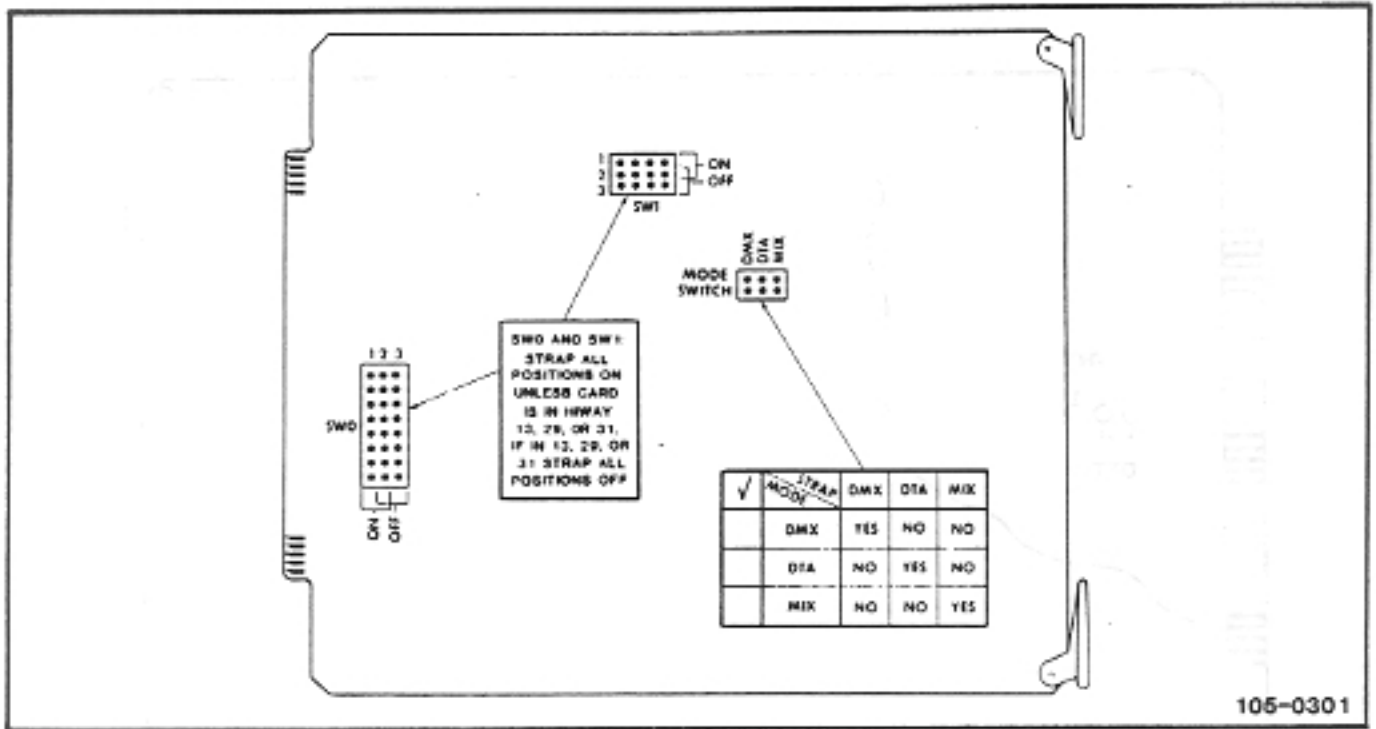 1
2
3
ON
OFF
SW1
DMX
DTA
MIX
MODE
SWITCH
SW0 AND SW1:
STRAP ALL
POSITIONS ON
UNLESS CARD
IS IN HIWAY
13, 29, OR 31.
IF IN 13, 29, OR
31 STRAP ALL
POSITIONS OFF
1 2 3
SW0
ON
OFF
√ STRAP MODE DMX DTA MIX
DMX YES NO NO
DTA NO YES NO
MIX NO NO YES
105-0301